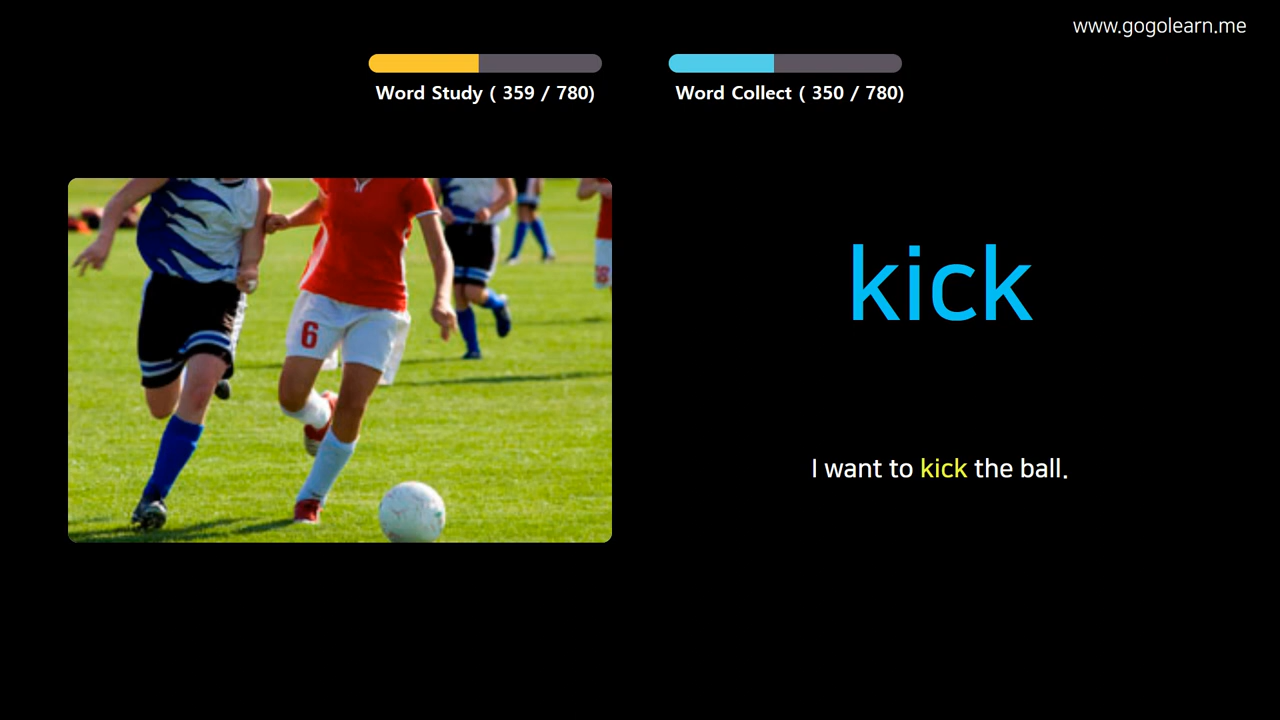 www.gogolearn.me
Word Study ( 359 / 780)
Word Collect ( 350 / 780)
6
kick
I want to kick the ball.